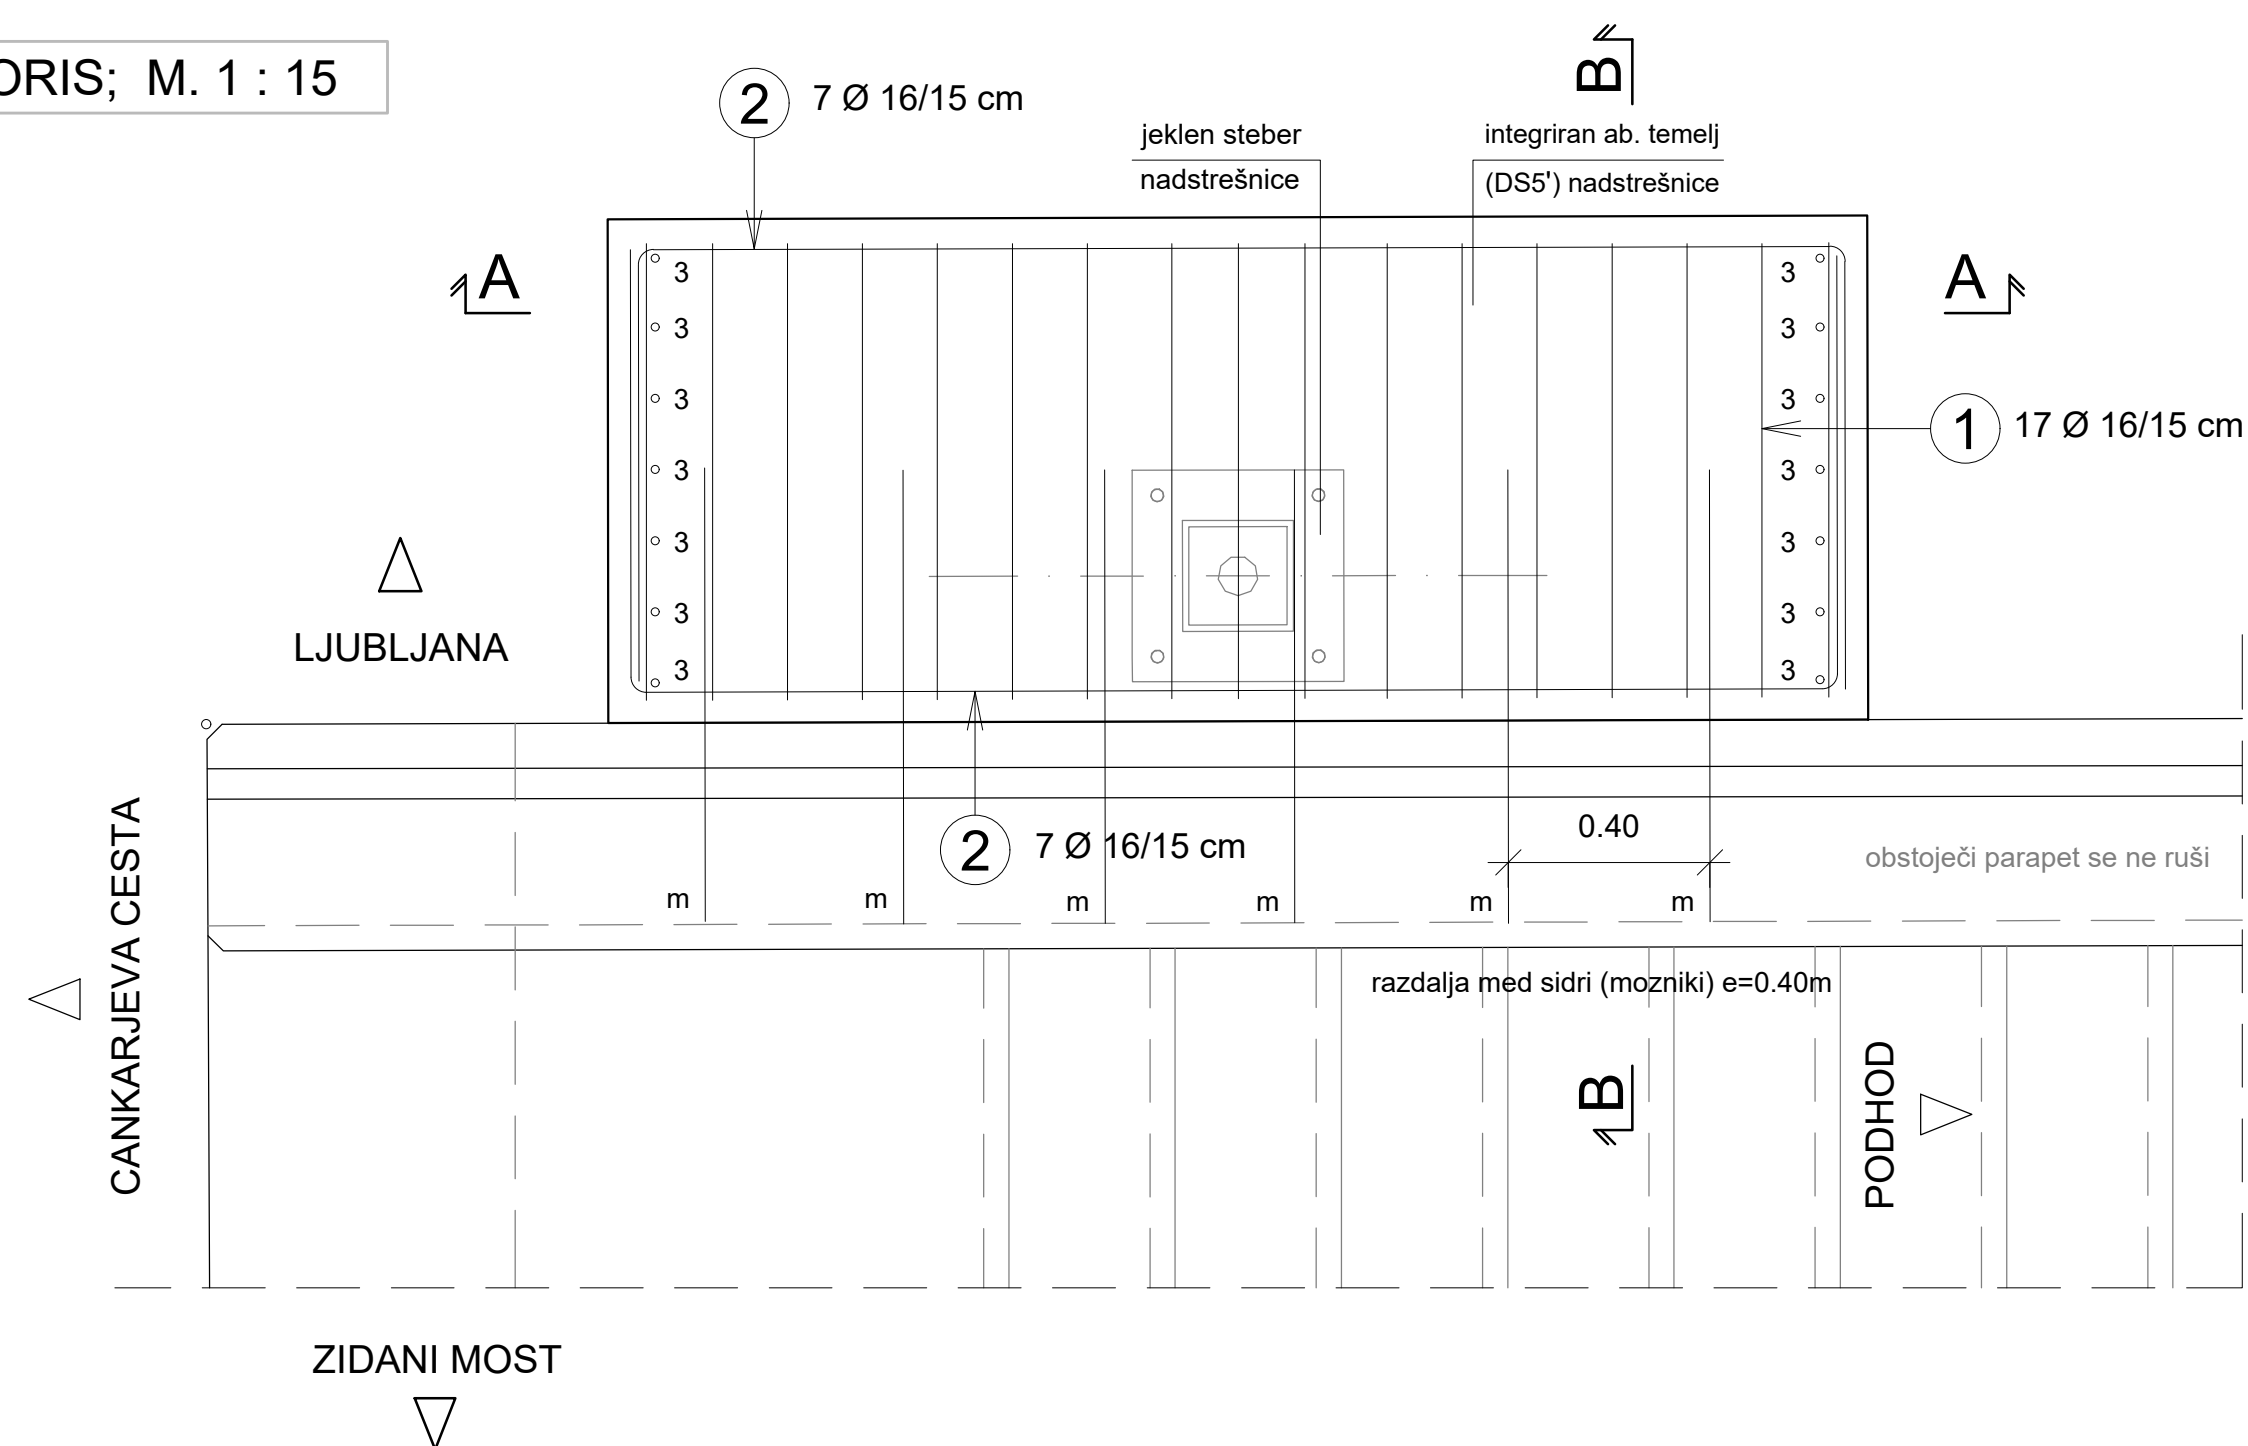 ORIS; M. 1 : 15
B
2 7 Ø 16/15 cm
jeklen steber
nadstrešnice
integriran ab. temelj
(DS5') nadstrešnice
A
A
3 3
3 3
3 3
1 17 Ø 16/15 cm
3 3
3 3
3 3
3 3
LJUBLJANA
0.40
2 7 Ø 16/15 cm
obstoječi parapet se ne ruši
m m m m m m
CANKARJEVA CESTA
razdalja med sidri (mozniki) e=0.40m
B
PODHOD
ZIDANI MOST